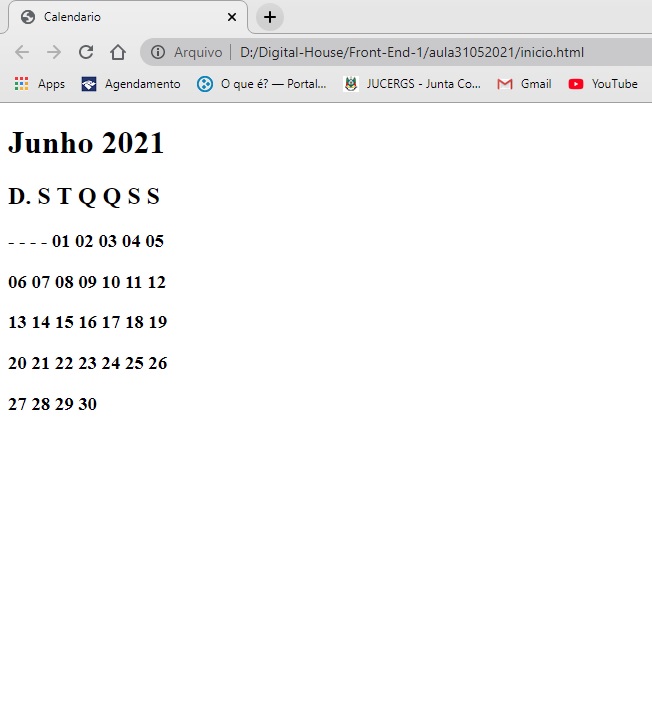 Calendario
Arquivo | D:/Digital-House/Front-End-1/aula31052021/inicio.html
Apps Agendamento O que é? — Portal... JUCERGS - Junta Co... Gmail YouTube
Junho 2021
D. S T Q Q S S
- - - - 01 02 03 04 05
06 07 08 09 10 11 12
13 14 15 16 17 18 19
20 21 22 23 24 25 26
27 28 29 30